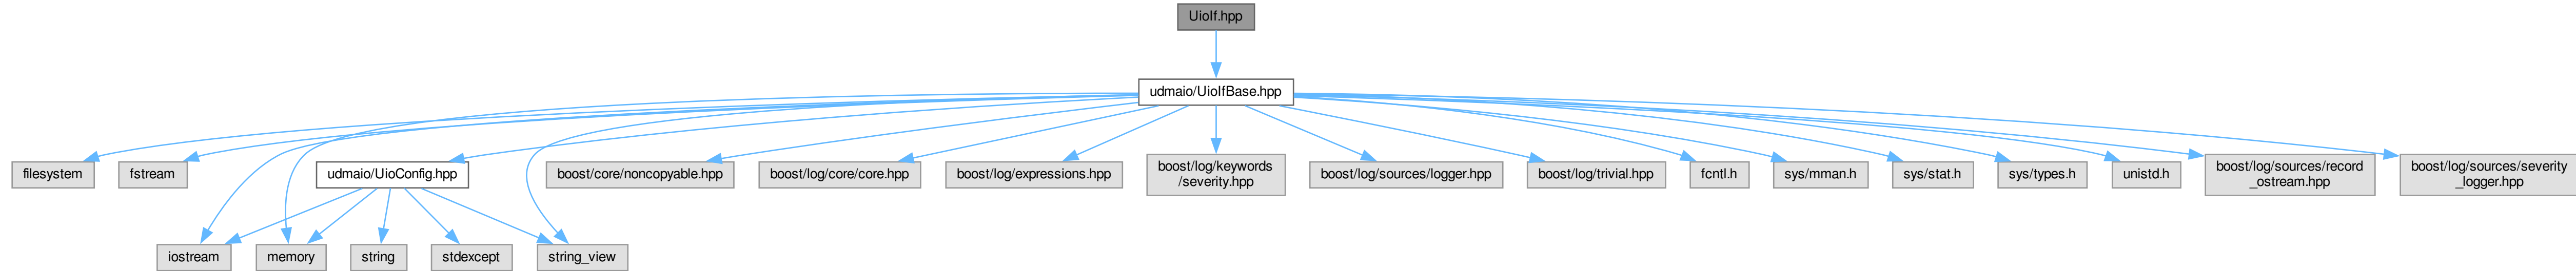 UioIf.hpp
udmaio/UioIfBase.hpp
filesystem
fstream
udmaio/UioConfig.hpp
boost/core/noncopyable.hpp
boost/log/core/core.hpp
boost/log/expressions.hpp
boost/log/keywords
/severity.hpp
boost/log/sources/logger.hpp
boost/log/trivial.hpp
fcntl.h
sys/mman.h
sys/stat.h
sys/types.h
unistd.h
boost/log/sources/record
_ostream.hpp
boost/log/sources/severity
_logger.hpp
iostream
memory
string
stdexcept
string_view